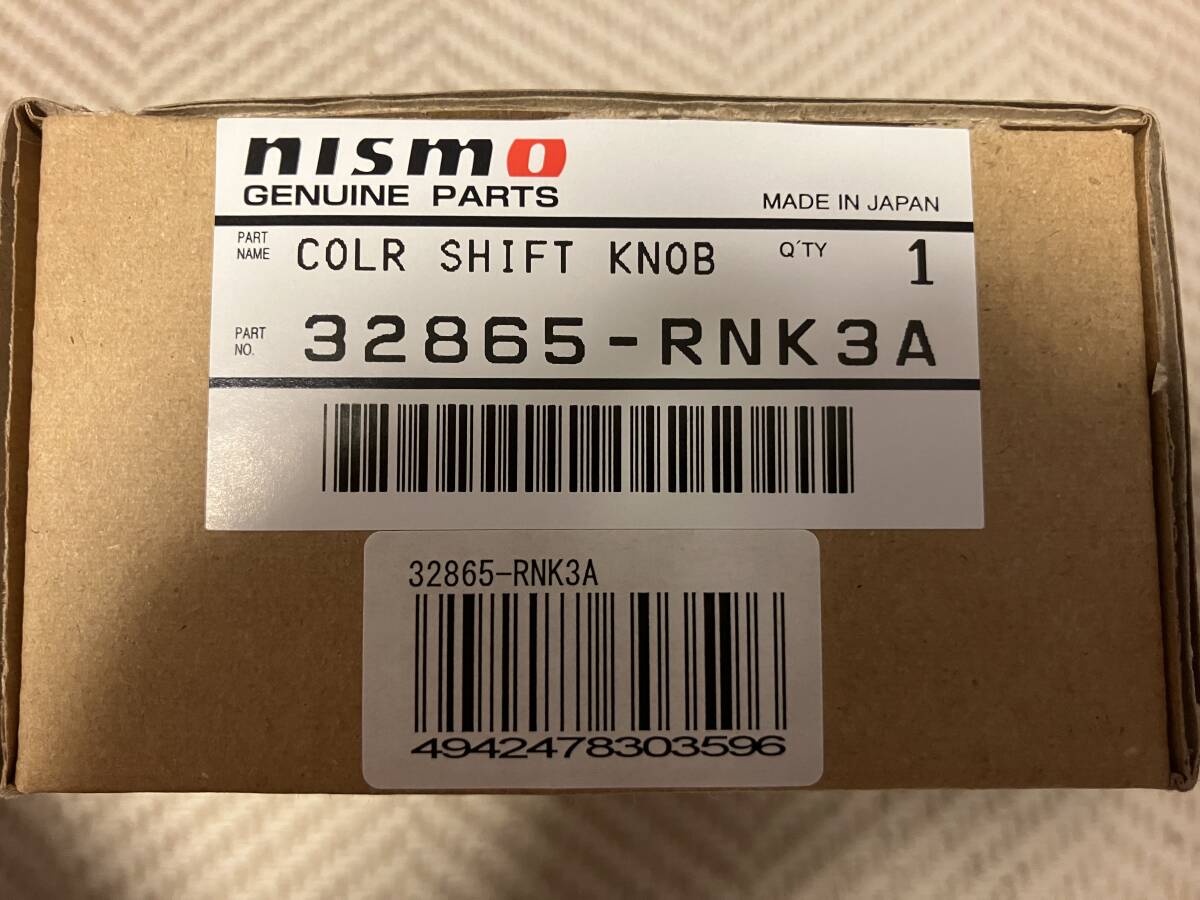 nismo
GENUINE PARTS
MADE IN JAPAN
PART NAME COLR SHIFT KNOB Q'TY 1
PART NO. 32865-RNK3A
32865-RNK3A
4942478303596